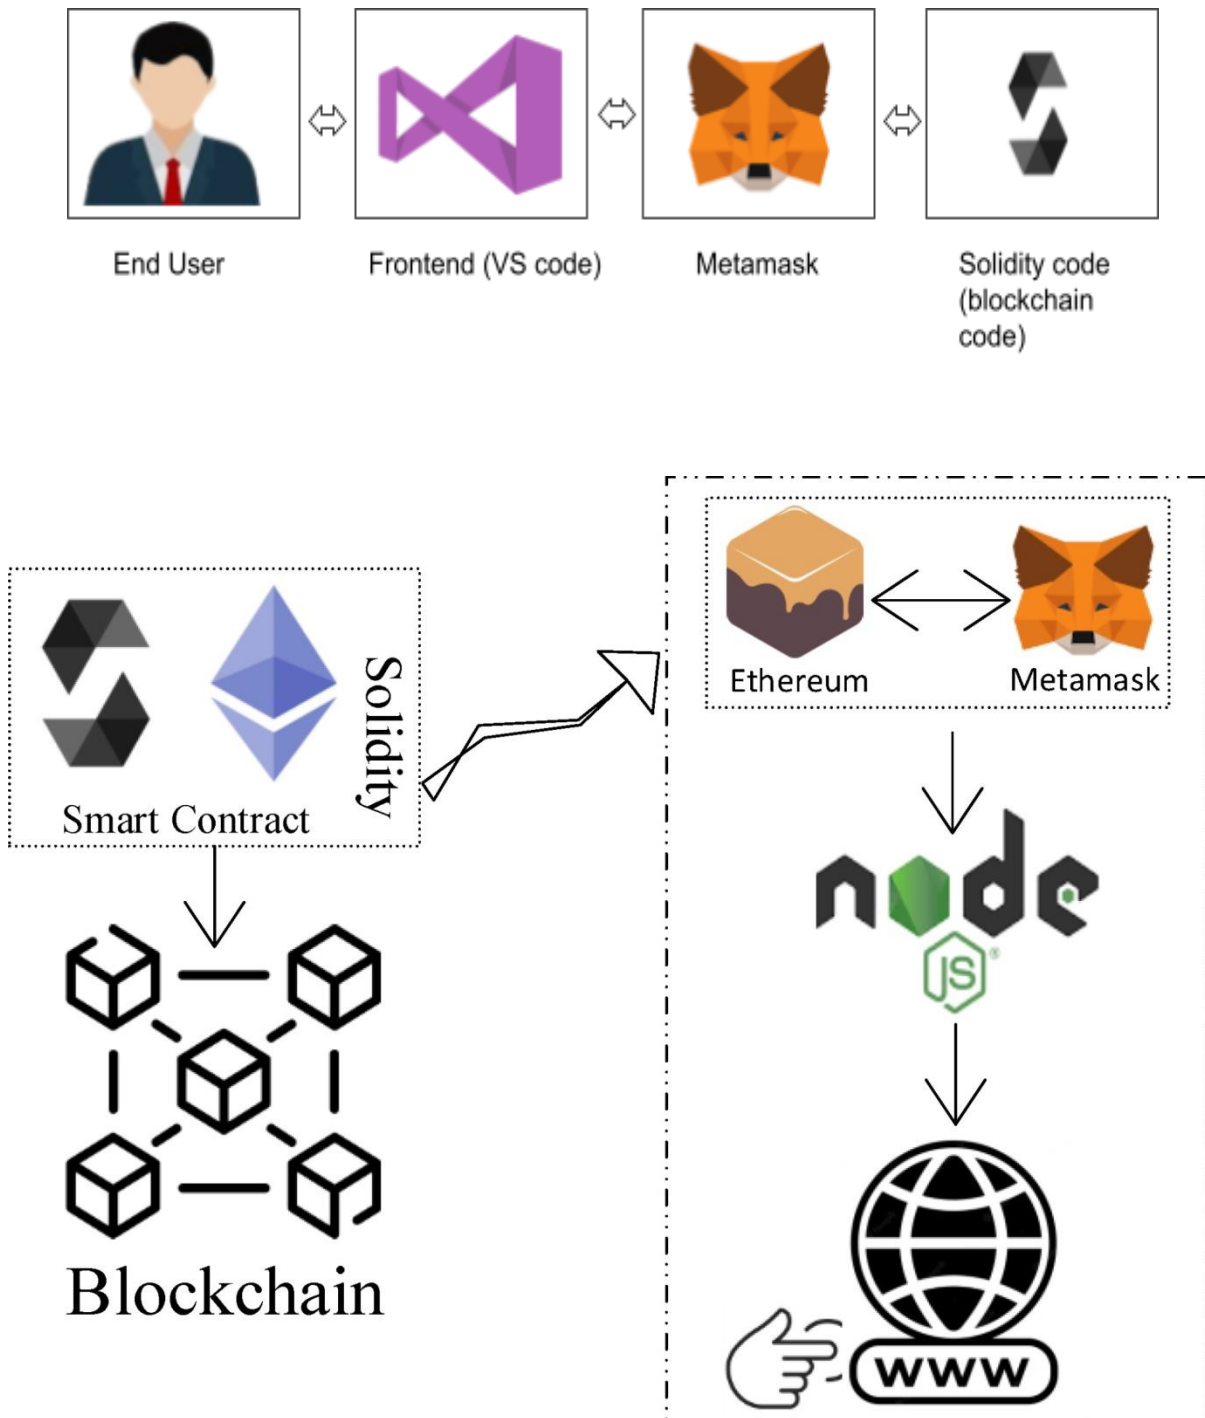 End User
Frontend (VS code)
Metamask
Solidity code
(blockchain
code)
Solidity
Smart Contract
Blockchain
Ethereum
Metamask
node
JS®
www